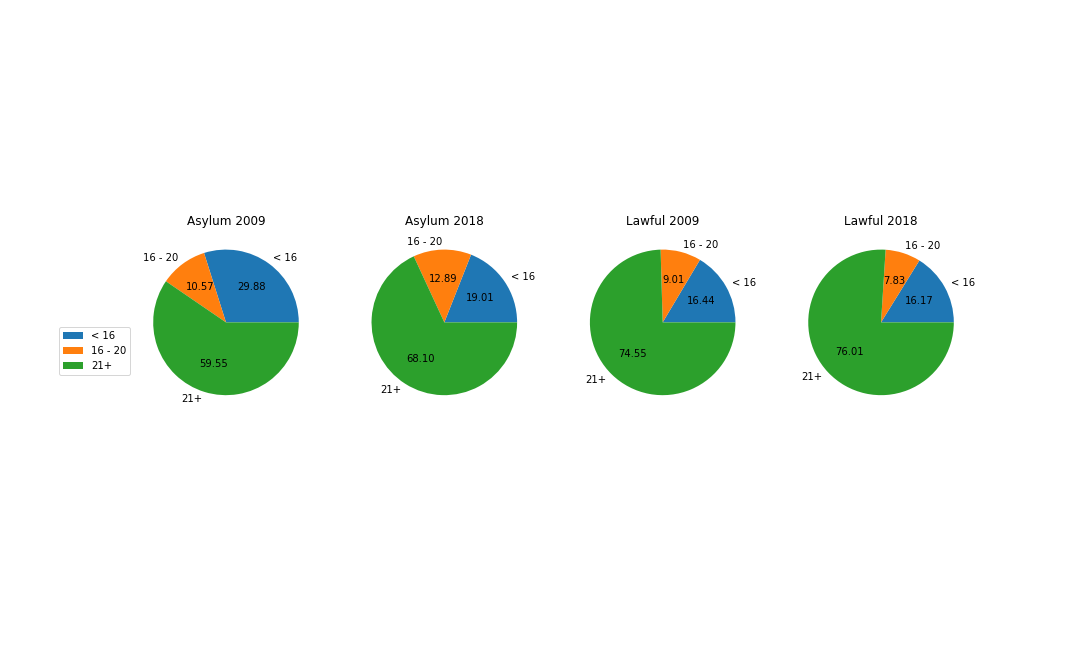 Asylum 2009
16 - 20
< 16
10.57
29.88
59.55
21+
Asylum 2018
16 - 20
< 16
12.89
19.01
68.10
21+
Lawful 2009
16 - 20
< 16
9.01
16.44
74.55
21+
Lawful 2018
16 - 20
< 16
7.83
16.17
76.01
21+
< 16
16 - 20
21+